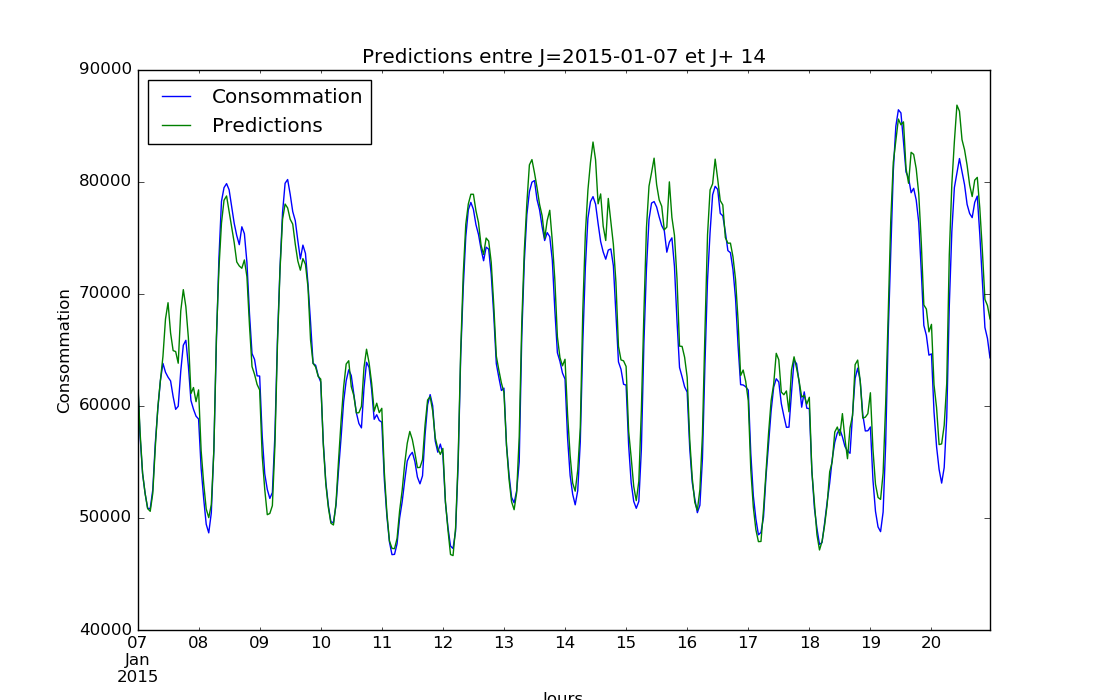 Predictions entre J=2015-01-07 et J+ 14
Consommation
Predictions
90000
80000
70000
60000
50000
40000
Consommation
07 08 09 10 11 12 13 14 15 16 17 18 19 20
Jan
2015
Jours